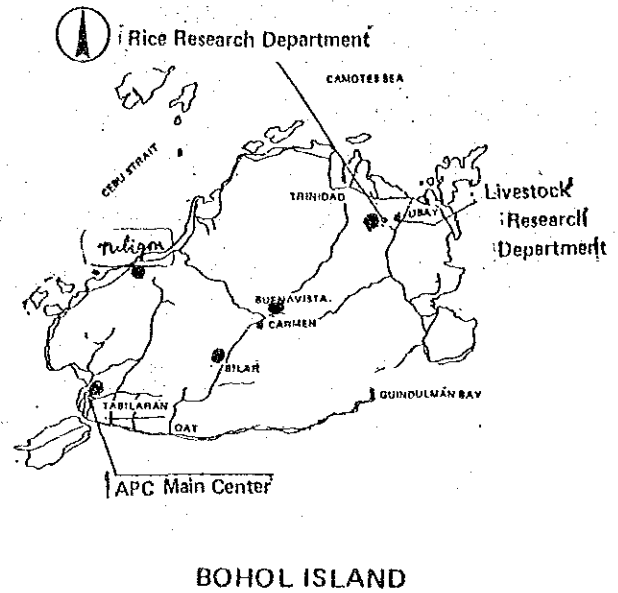 Rice Research Department
CAMOTES SEA
CEBU STRAIT
TRINIDAD
UBAY
Livestock
Research
Department
BUENAVISTA.
CARMEN
BILAR
TABILARAN
GUINDULMAN BAY
APC Main Center
BOHOL ISLAND